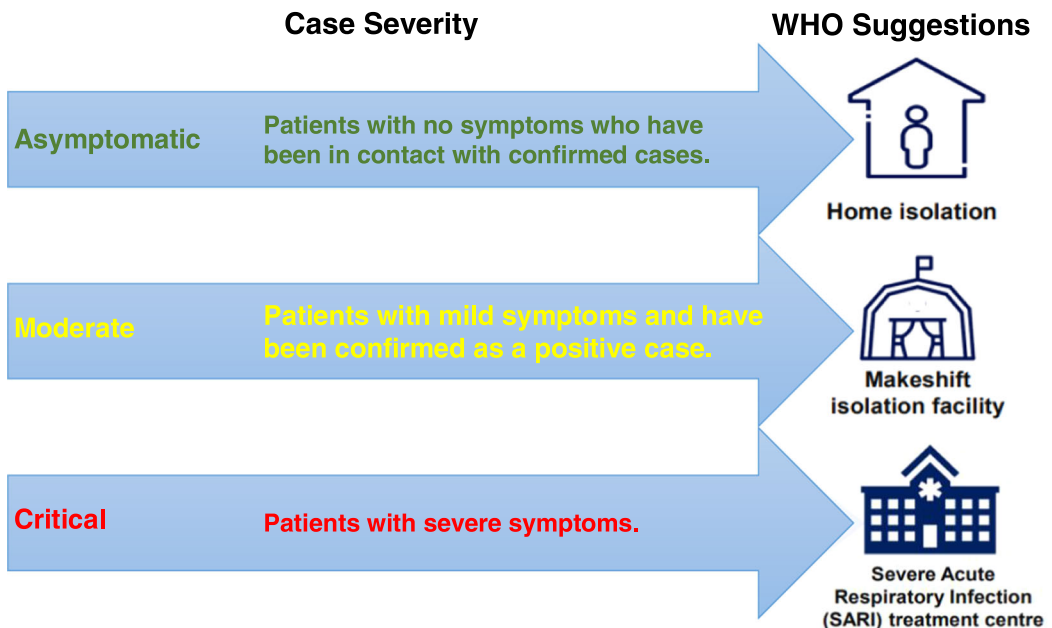 Case Severity
WHO Suggestions
Asymptomatic
Patients with no symptoms who have
been in contact with confirmed cases.
Home isolation
Moderate
Patients with mild symptoms and have
been confirmed as a positive case.
Makeshift
isolation facility
Critical
Patients with severe symptoms.
Severe Acute
Respiratory Infection
(SARI) treatment centre